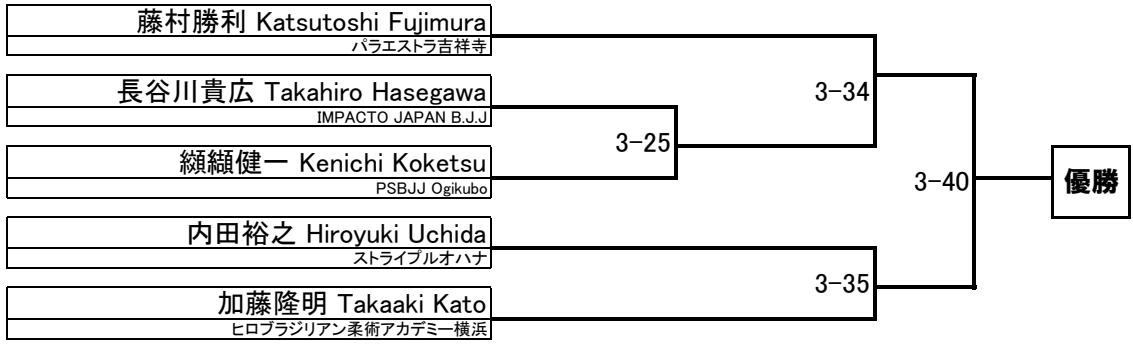 藤村勝利 Katsutoshi Fujimura
パラエストラ吉祥寺
長谷川貴広 Takahiro Hasegawa
IMPACTO JAPAN B.J.J
纐纈健一 Kenichi Koketsu
PSBJJ Ogikubo
内田裕之 Hiroyuki Uchida
ストライプルオハナ
加藤隆明 Takaaki Kato
ヒロブラジリアン柔術アカデミー横浜
3-25
3-34
3-35
3-40
優勝